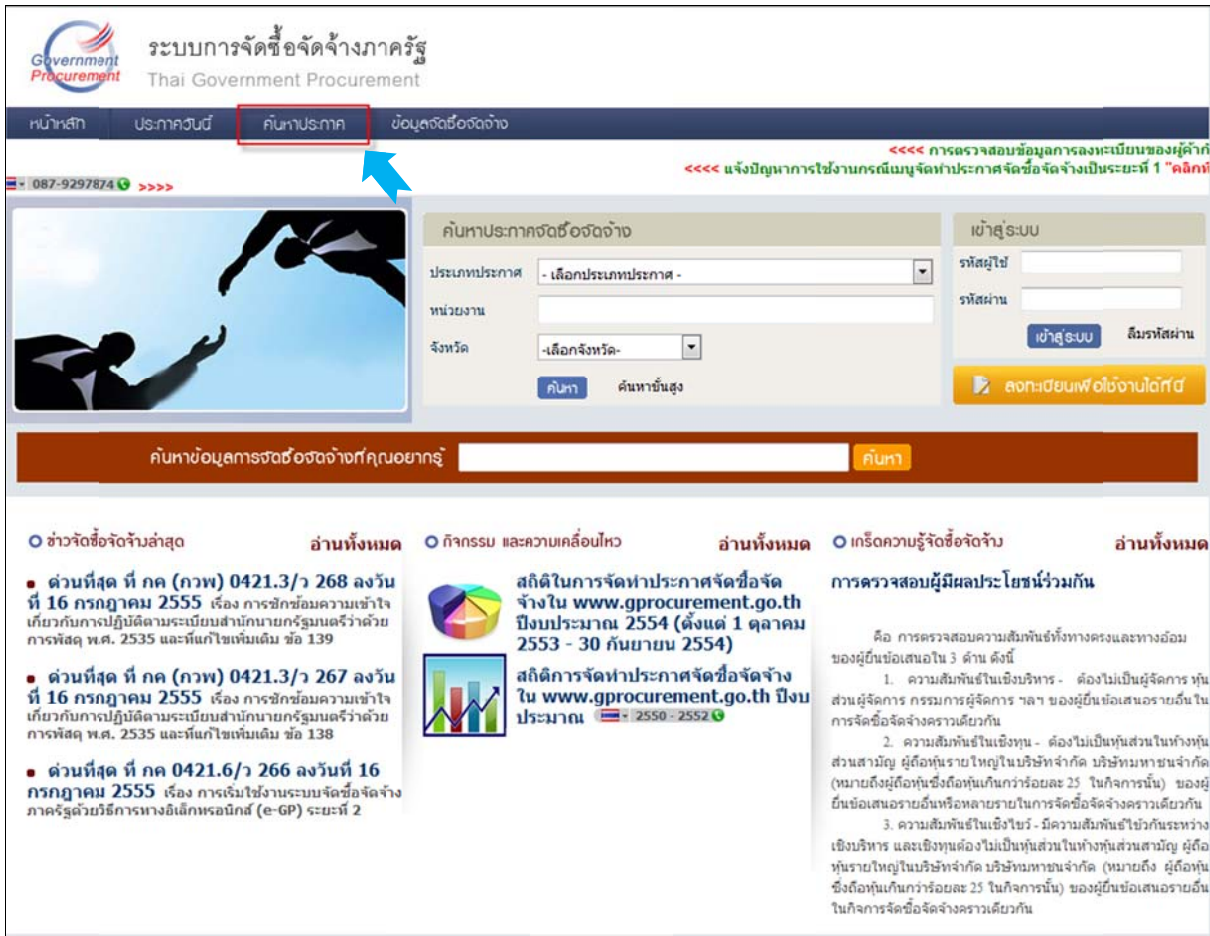 Government
Procurement
ระบบการจัดซื้อจัดจ้างภาครัฐ
Thai Government Procurement
หน้าหลัก ประกาศวันนี้ ค้นหาประกาศ ข้อมูลจัดซื้อจัดจ้าง
<<<< การตรวจสอบข้อมูลการลงทะเบียนของผู้ค้าก
<<<< แจ้งปัญหาการใช้งานกรณีเมนูจัดทำประกาศจัดซื้อจัดจ้างเป็นระยะที่ 1 "คลิกที่
087-9297874 >>>>
ค้นหาประกาศจัดซื้อจัดจ้าง
ประเภทประกาศ - เลือกประเภทประกาศ -
หน่วยงาน
จังหวัด -เลือกจังหวัด-
ค้นหา ค้นหาขั้นสูง
เข้าสู่ระบบ
รหัสผู้ใช้
รหัสผ่าน
เข้าสู่ระบบ ลืมรหัสผ่าน
ลงทะเบียนเพื่อใช้งานได้ที่นี่
ค้นหาข้อมูลการจัดซื้อจัดจ้างที่คุณอยากรู้ ค้นหา
ข่าวจัดซื้อจัดจ้างล่าสุด อ่านทั้งหมด
ด่วนที่สุด ที่ กค (กวพ) 0421.3/ว 268 ลงวัน
ที่ 16 กรกฎาคม 2555 เรื่อง การซักซ้อมความเข้าใจ
เกี่ยวกับการปฏิบัติตามระเบียบสำนักนายกรัฐมนตรีว่าด้วย
การพัสดุ พ.ศ. 2535 และที่แก้ไขเพิ่มเติม ข้อ 139
ด่วนที่สุด ที่ กค (กวพ) 0421.3/ว 267 ลงวัน
ที่ 16 กรกฎาคม 2555 เรื่อง การซักซ้อมความเข้าใจ
เกี่ยวกับการปฏิบัติตามระเบียบสำนักนายกรัฐมนตรีว่าด้วย
การพัสดุ พ.ศ. 2535 และที่แก้ไขเพิ่มเติม ข้อ 138
ด่วนที่สุด ที่ กค 0421.6/ว 266 ลงวันที่ 16
กรกฎาคม 2555 เรื่อง การเริ่มใช้งานระบบจัดซื้อจัดจ้าง
ภาครัฐด้วยวิธีการทางอิเล็กทรอนิกส์ (e-GP) ระยะที่ 2
กิจกรรม และความเคลื่อนไหว อ่านทั้งหมด
สถิติในการจัดทำประกาศจัดซื้อจัด
จ้างใน www.gprocurement.go.th
ปีงบประมาณ 2554 (ตั้งแต่ 1 ตุลาคม
2553 - 30 กันยายน 2554)
สถิติการจัดทำประกาศจัดซื้อจัดจ้าง
ใน www.gprocurement.go.th ปีงบ
ประมาณ 2550 - 2552
เกร็ดความรู้จัดซื้อจัดจ้าง อ่านทั้งหมด
การตรวจสอบผู้มีผลประโยชน์ร่วมกัน
คือ การตรวจสอบความสัมพันธ์ทั้งทางตรงและทางอ้อม
ของผู้ยื่นข้อเสนอใน 3 ด้าน ดังนี้
1. ความสัมพันธ์ในเชิงบริหาร - ต้องไม่เป็นผู้จัดการ หุ้น
ส่วนผู้จัดการ กรรมการผู้จัดการ ฯลฯ ของผู้ยื่นข้อเสนอรายอื่นใน
การจัดซื้อจัดจ้างคราวเดียวกัน
2. ความสัมพันธ์ในเชิงทุน - ต้องไม่เป็นหุ้นส่วนในห้างหุ้น
ส่วนสามัญ ผู้ถือหุ้นรายใหญ่ในบริษัทจำกัด บริษัทมหาชนจำกัด
(หมายถึงผู้ถือหุ้นซึ่งถือหุ้นเกินกว่าร้อยละ 25 ในกิจการนั้น) ของผู้
ยื่นข้อเสนอรายอื่นหรือหลายรายในการจัดซื้อจัดจ้างคราวเดียวกัน
3. ความสัมพันธ์ในเชิงไขว้ - มีความสัมพันธ์ไขว้กันระหว่าง
เชิงบริหาร และเชิงทุนต้องไม่เป็นหุ้นส่วนในห้างหุ้นส่วนสามัญ ผู้ถือ
หุ้นรายใหญ่ในบริษัทจำกัด บริษัทมหาชนจำกัด (หมายถึง ผู้ถือหุ้น
ซึ่งถือหุ้นเกินกว่าร้อยละ 25 ในกิจการนั้น) ของผู้ยื่นข้อเสนอรายอื่น
ในกิจการจัดซื้อจัดจ้างคราวเดียวกัน